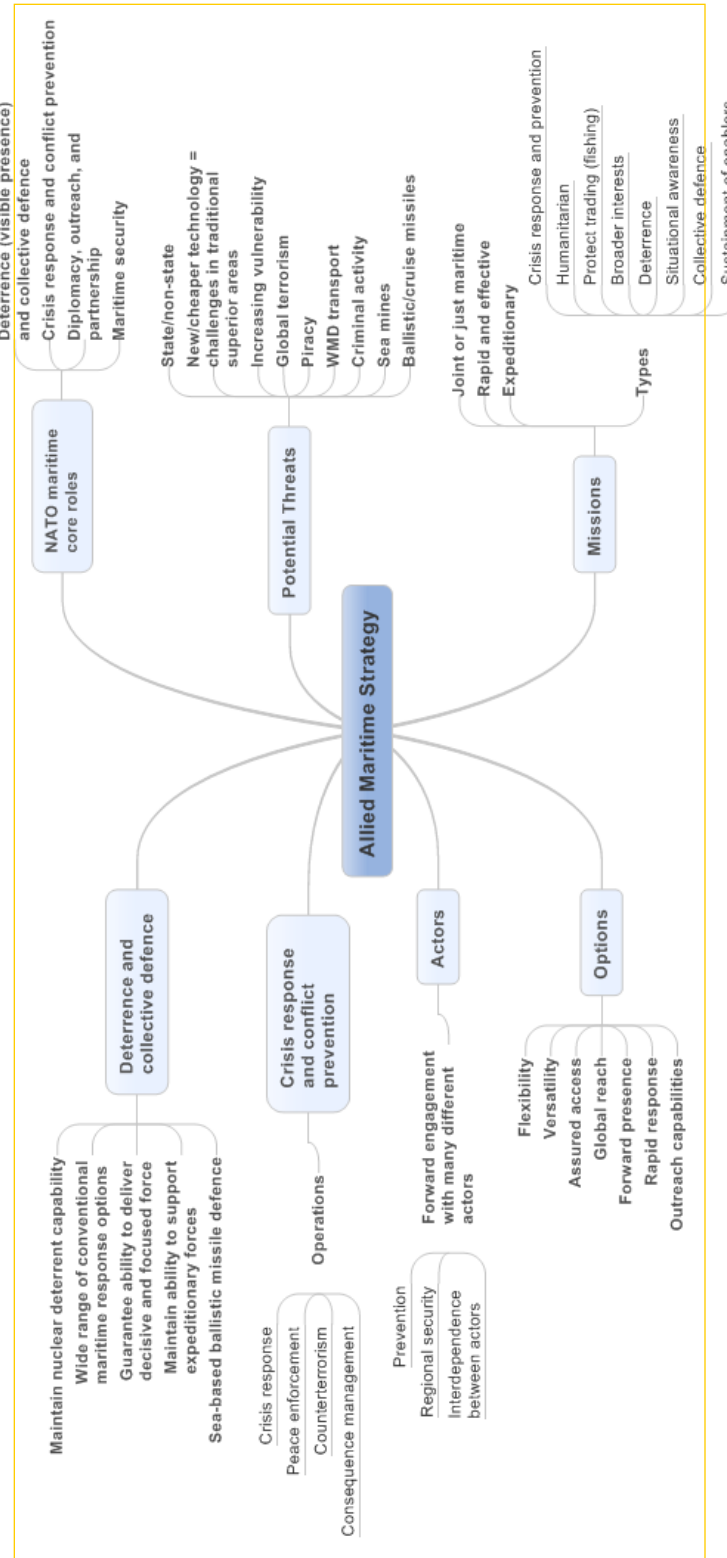 Allied Maritime Strategy
NATO maritime
core roles
Deterrence (visible presence)
and collective defence
Crisis response and conflict prevention
Diplomacy, outreach, and
partnership
Maritime security
Potential Threats
State/non-state
New/cheaper technology =
challenges in traditional
superior areas
Increasing vulnerability
Global terrorism
Piracy
WMD transport
Criminal activity
Sea mines
Ballistic/cruise missiles
Missions
Joint or just maritime
Rapid and effective
Expeditionary
Types
Crisis response and prevention
Humanitarian
Protect trading (fishing)
Broader interests
Deterrence
Situational awareness
Collective defence
Sustainment of enablers
Deterrence and
collective defence
Maintain nuclear deterrent capability
Wide range of conventional
maritime response options
Guarantee ability to deliver
decisive and focused force
Maintain ability to support
expeditionary forces
Sea-based ballistic missile defence
Crisis response
and conflict
prevention
Operations
Crisis response
Peace enforcement
Counterterrorism
Consequence management
Actors
Forward engagement
with many different
actors
Prevention
Regional security
Interdependence
between actors
Options
Flexibility
Versatility
Assured access
Global reach
Forward presence
Rapid response
Outreach capabilities